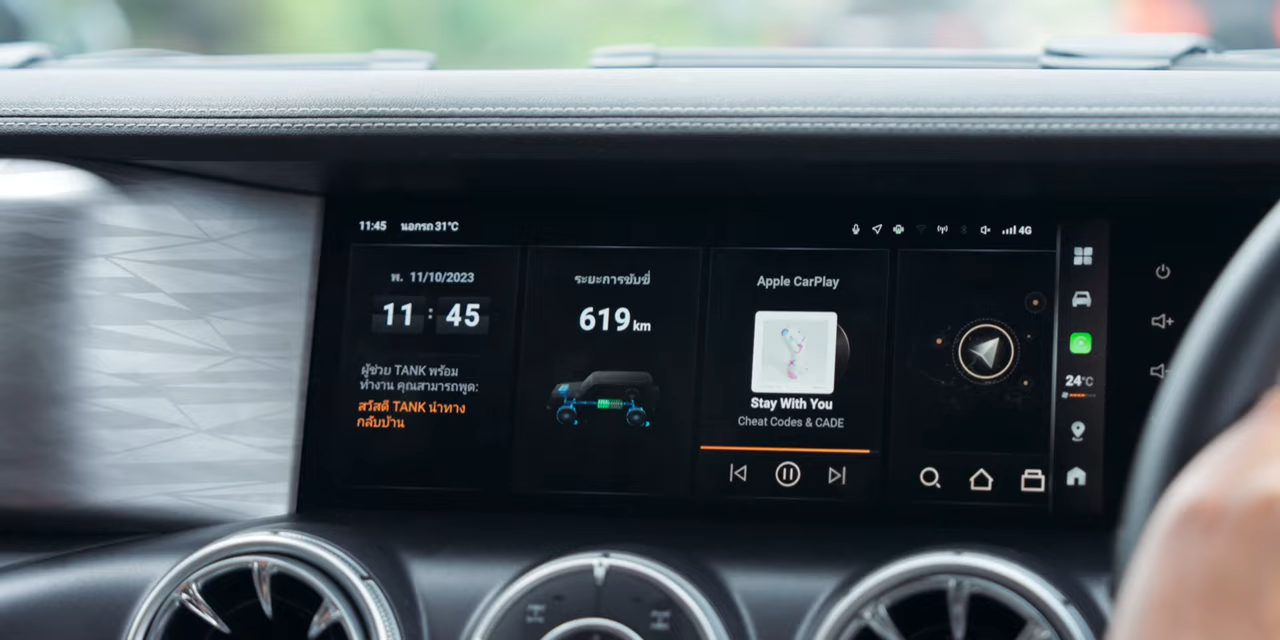 11:45 นอกรถ 31°C
4G
พ. 11/10/2023
11 : 45
ผู้ช่วย TANK พร้อม
ทำงาน คุณสามารถพูด:
สวัสดี TANK นำทาง
กลับบ้าน
ระยะการขับขี่
619 km
Apple CarPlay
Stay With You
Cheat Codes & CADE
24°C